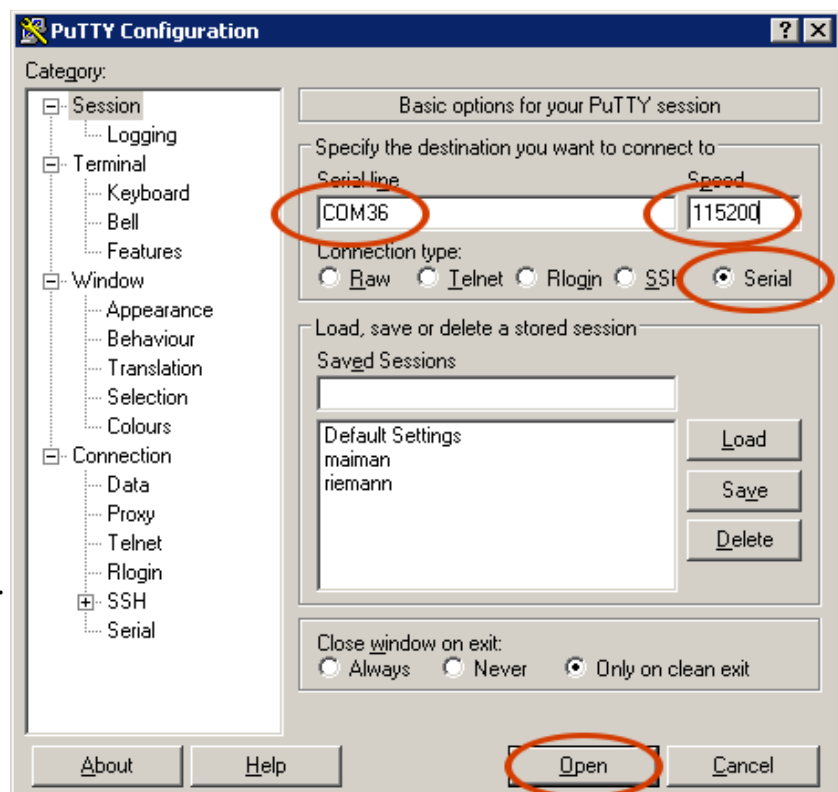 PuTTY Configuration
Category:
Session
Logging
Terminal
Keyboard
Bell
Features
Window
Appearance
Behaviour
Translation
Selection
Colours
Connection
Data
Proxy
Telnet
Rlogin
SSH
Serial
Basic options for your PuTTY session
Specify the destination you want to connect to
Serial line Speed
COM36 115200
Connection type:
Raw Telnet Rlogin SSH Serial
Load, save or delete a stored session
Saved Sessions
Default Settings
maiman
riemann
Load
Save
Delete
Close window on exit:
Always Never Only on clean exit
About Help Open Cancel